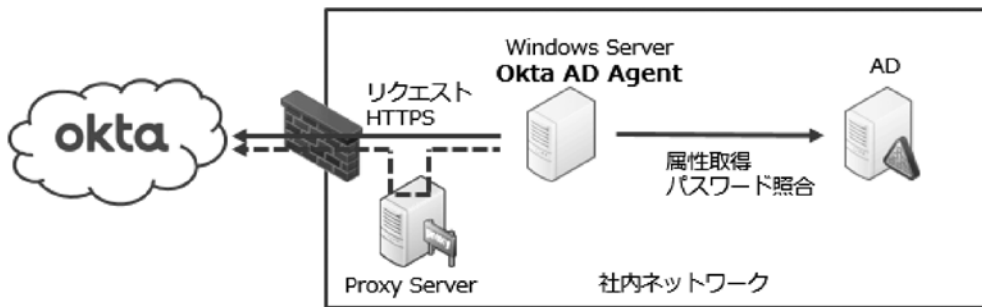 okta
リクエスト
HTTPS
Windows Server
Okta AD Agent
AD
属性取得
パスワード照合
Proxy Server
社内ネットワーク